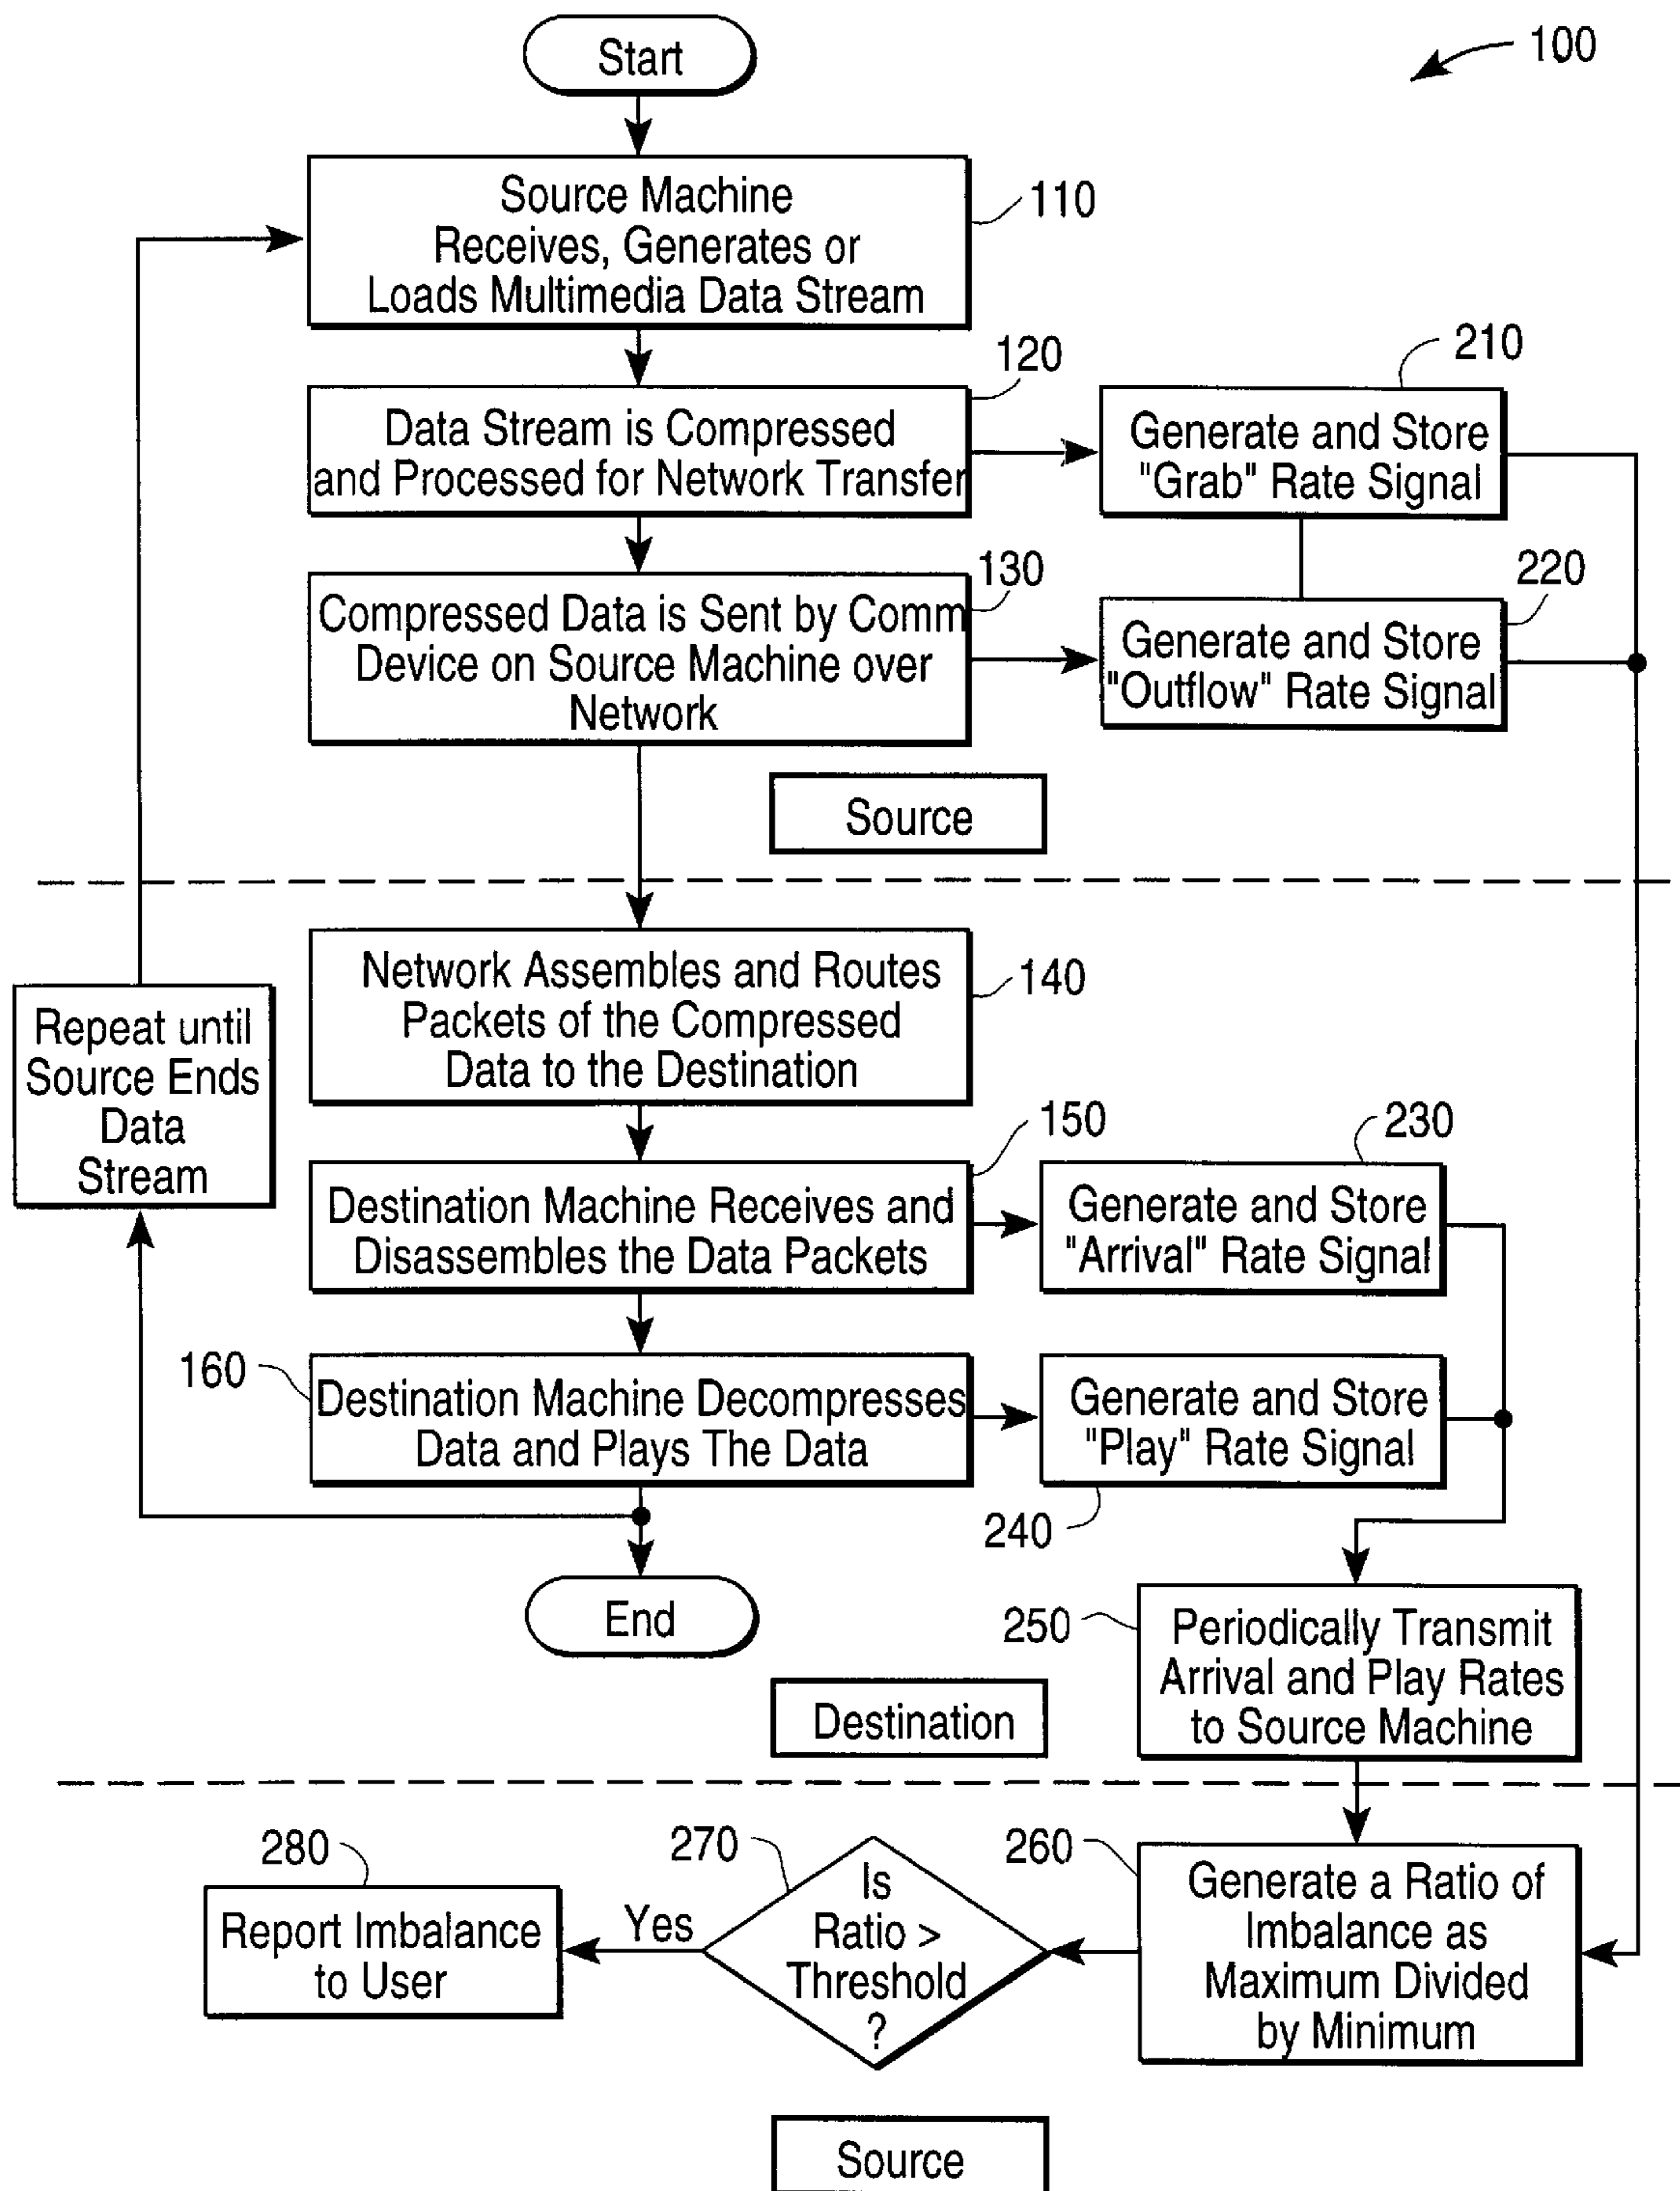 Start
100
Source Machine
Receives, Generates or
Loads Multimedia Data Stream
110
120
Data Stream is Compressed
and Processed for Network Transfer
210
Generate and Store
"Grab" Rate Signal
130
Compressed Data is Sent by Comm
Device on Source Machine over
Network
220
Generate and Store
"Outflow" Rate Signal
Source
Network Assembles and Routes
Packets of the Compressed
Data to the Destination
140
Repeat until
Source Ends
Data
Stream
150
Destination Machine Receives and
Disassembles the Data Packets
230
Generate and Store
"Arrival" Rate Signal
160
Destination Machine Decompresses
Data and Plays The Data
Generate and Store
"Play" Rate Signal
240
End
250
Periodically Transmit
Arrival and Play Rates
to Source Machine
Destination
280
Report Imbalance
to User
Yes
270
Is
Ratio >
Threshold
?
260
Generate a Ratio of
Imbalance as
Maximum Divided
by Minimum
Source